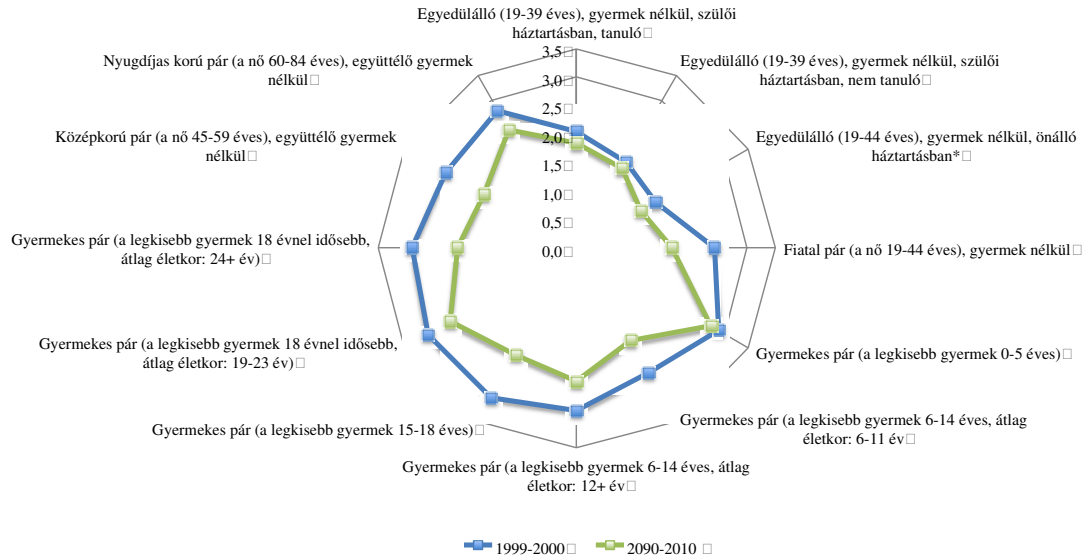 Egyedülálló (19-39 éves), gyermek nélkül, szülői
háztartásban, tanuló
Egyedülálló (19-39 éves), gyermek nélkül, szülői
háztartásban, nem tanuló
Egyedülálló (19-44 éves), gyermek nélkül, önálló
háztartásban*
Fiatal pár (a nő 19-44 éves), gyermek nélkül
Gyermekes pár (a legkisebb gyermek 0-5 éves)
Gyermekes pár (a legkisebb gyermek 6-14 éves, átlag
életkor: 6-11 év
Gyermekes pár (a legkisebb gyermek 6-14 éves, átlag
életkor: 12+ év
Gyermekes pár (a legkisebb gyermek 15-18 éves)
Gyermekes pár (a legkisebb gyermek 18 évnel idősebb,
átlag életkor: 19-23 év)
Gyermekes pár (a legkisebb gyermek 18 évnel idősebb,
átlag életkor: 24+ év)
Középkorú pár (a nő 45-59 éves), együttélő gyermek
nélkül
Nyugdíjas korú pár (a nő 60-84 éves), együttélő gyermek
nélkül
3,5
3,0
2,5
2,0
1,5
1,0
0,5
0,0
1999-2000
2090-2010